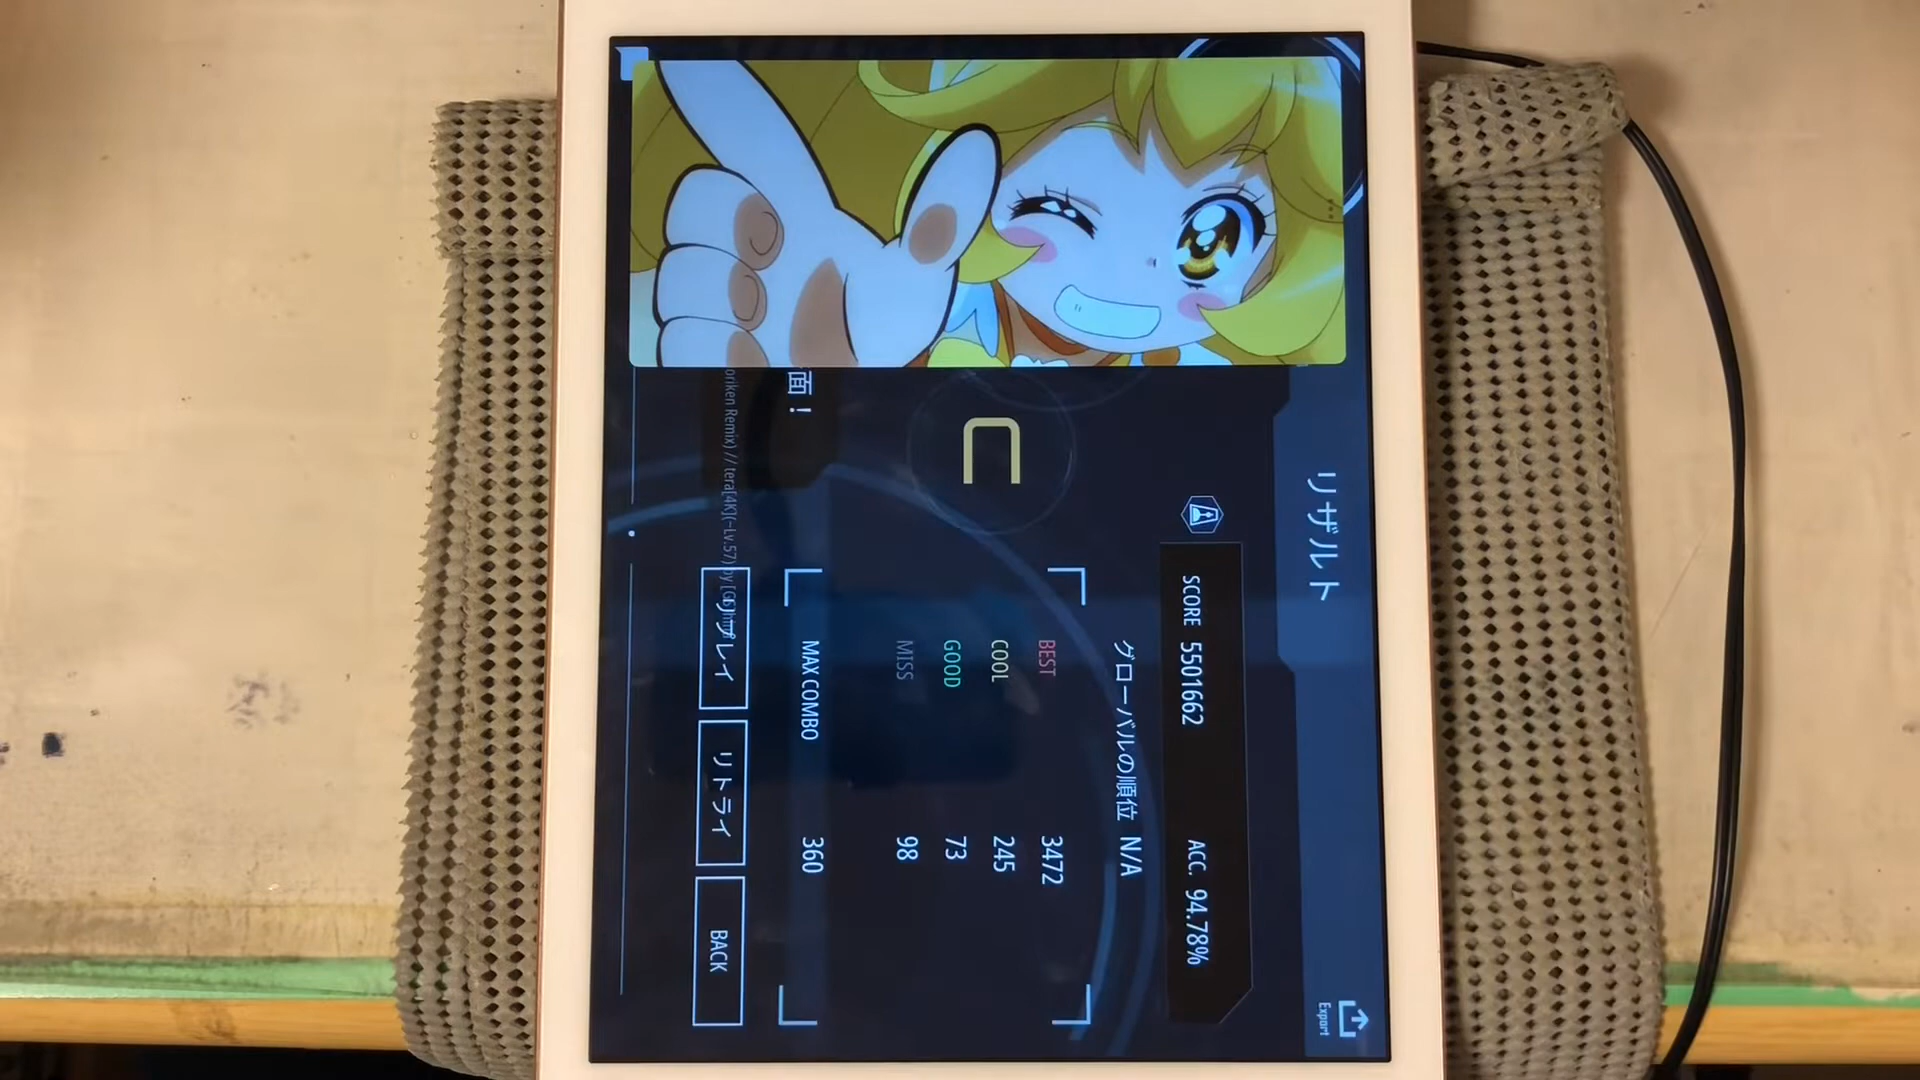 リザルト
Export
SCORE 5501662 ACC. 94.78%
グローバルの順位 N/A
C
BEST 3472
COOL 245
GOOD 73
MISS 98
MAX COMBO 360
面！
oriken Remix) // tera[4K](~Lv.57) by
リプレイ リトライ BACK